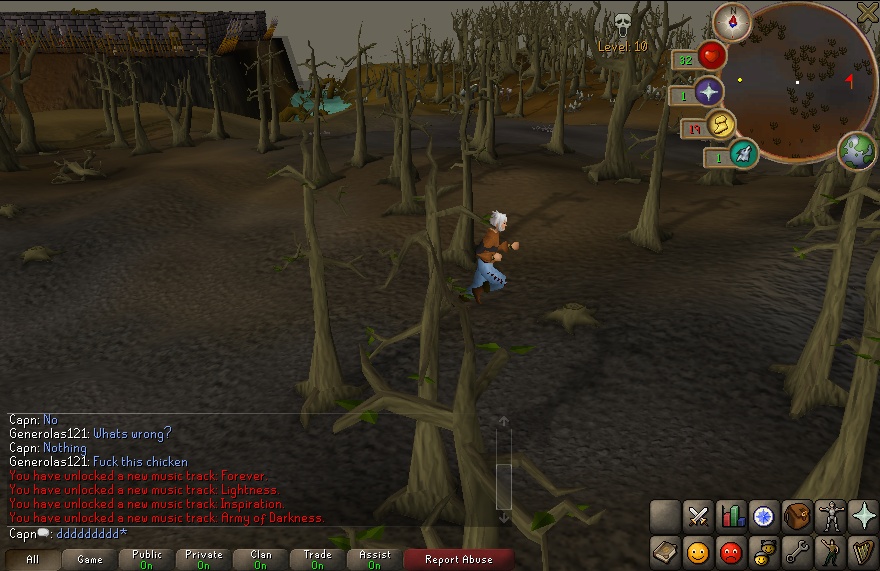 N
Level: 10
32
1
19
1
Capn: No
Generolas121: Whats wrong?
Capn: Nothing
Generolas121: Fuck this chicken
You have unlocked a new music track: Forever.
You have unlocked a new music track: Lightness.
You have unlocked a new music track: Inspiration.
You have unlocked a new music track: Army of Darkness.
Capn: ddddddddd*
All Game Public On Private On Clan On Trade On Assist On Report Abuse